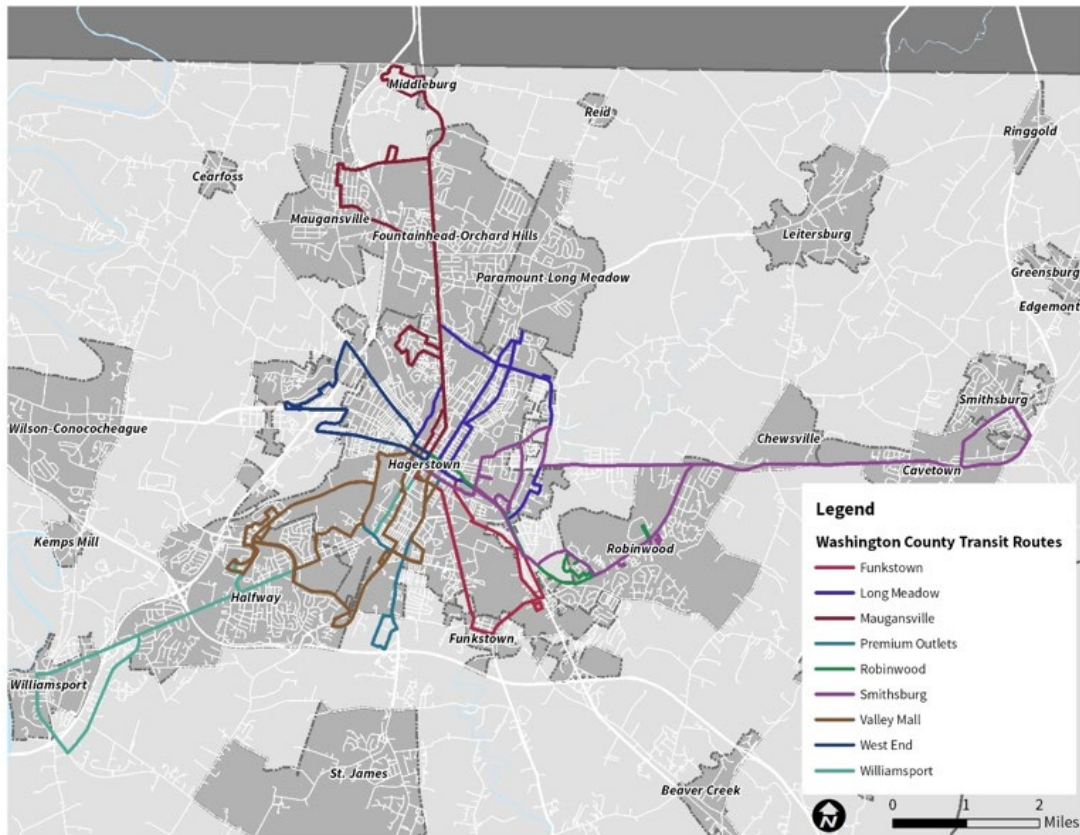 Middleburg
Reid
Ringgold
Cearfoss
Maugansville
Fountainhead-Orchard Hills
Leitersburg
Paramount-Long Meadow
Greensburg
Edgemont
Smithsburg
Wilson-Conococheague
Chewsville
Hagerstown
Cavetown
Kemps Mill
Robinwood
Halfway
Funkstown
Williamsport
St. James
Beaver Creek
Legend
Washington County Transit Routes
Funkstown
Long Meadow
Maugansville
Premium Outlets
Robinwood
Smithsburg
Valley Mall
West End
Williamsport
N
0 1 2
Miles